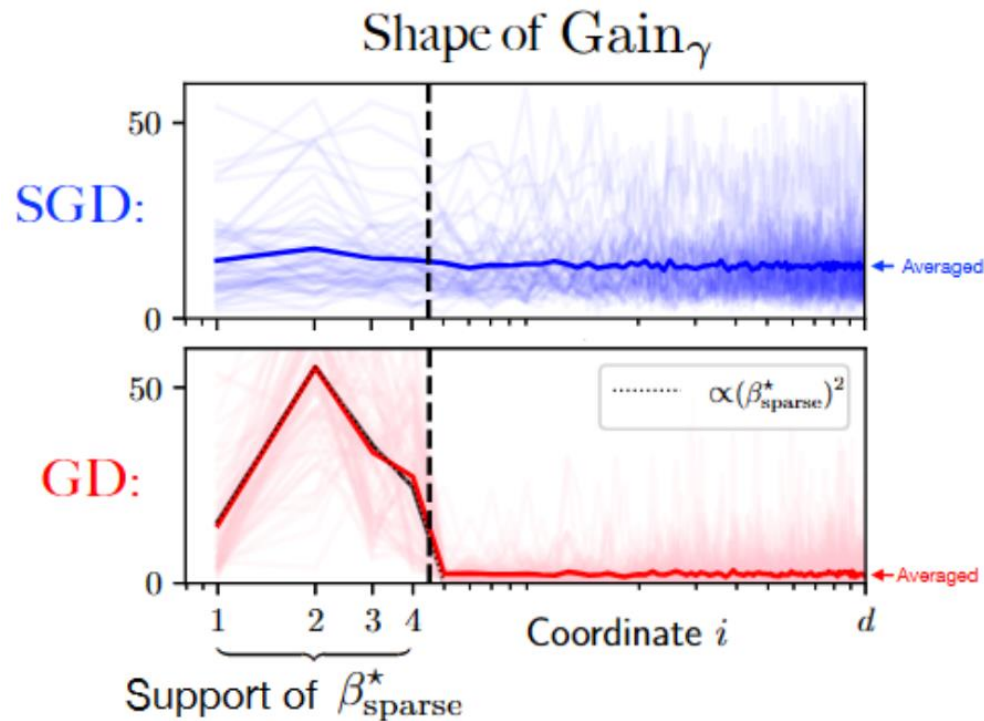 Shape of Gain_γ
SGD:
50
0
Averaged
GD:
50
0
∝(β*_sparse)²
Averaged
1 2 3 4 Coordinate i d
Support of β*_sparse